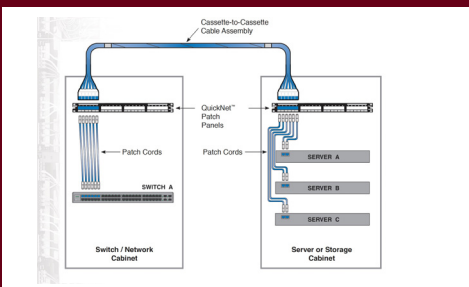 Cassette-to-Cassette
Cable Assembly
QuickNet™
Patch
Panels
Patch Cords
Patch Cords
SWITCH A
SERVER A
SERVER B
SERVER C
Switch / Network
Cabinet
Server or Storage
Cabinet